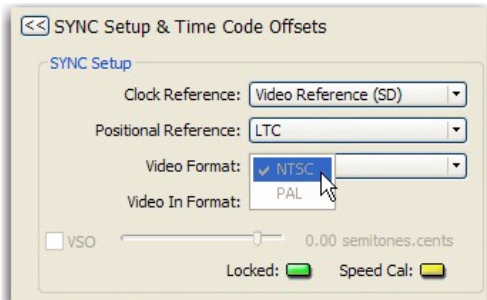 << SYNC Setup & Time Code Offsets
SYNC Setup
Clock Reference: Video Reference (SD)
Positional Reference: LTC
Video Format: NTSC
Video In Format: PAL
VSO 0.00 semitones.cents
Locked: Speed Cal: